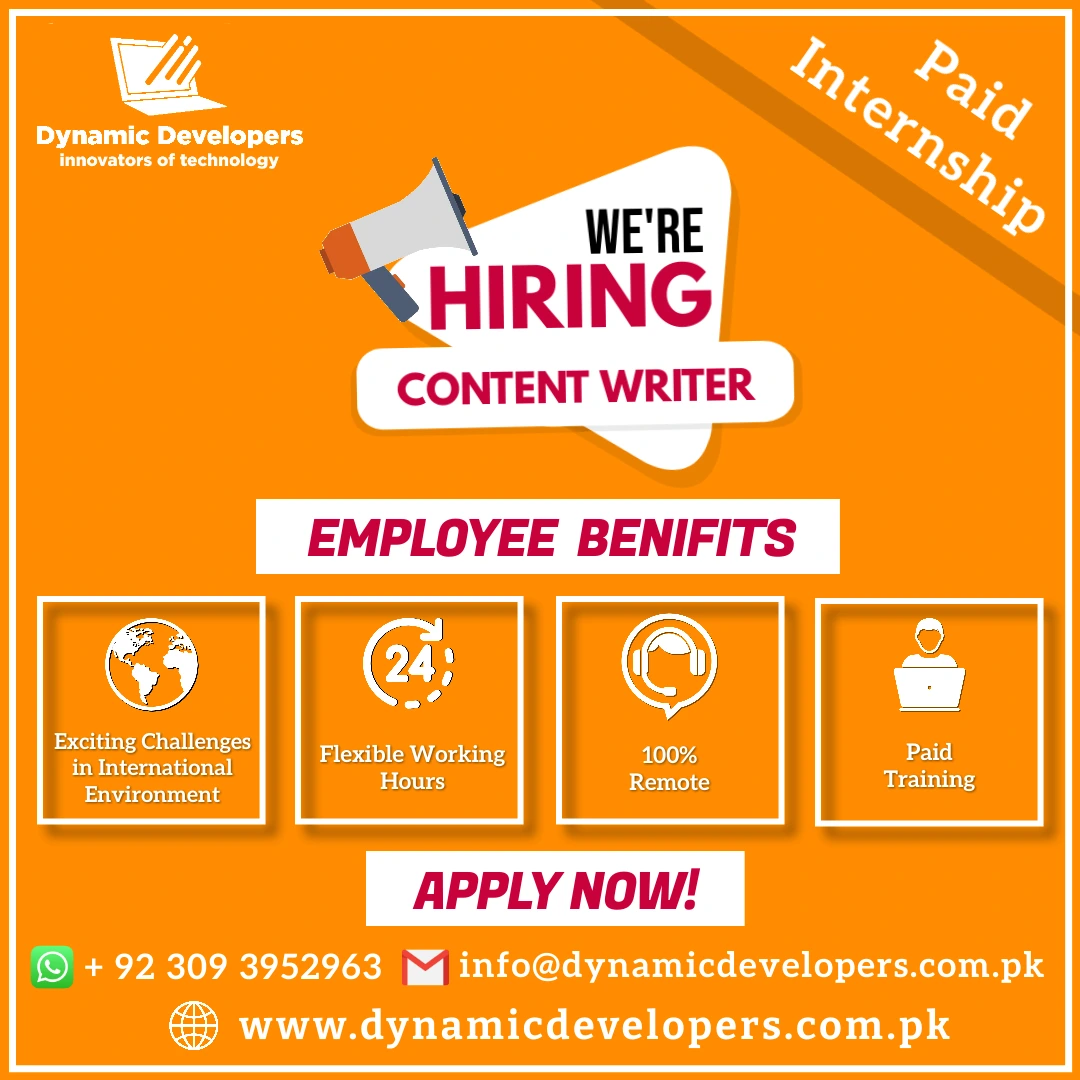 Dynamic Developers
innovators of technology
Paid
Internship
WE'RE
HIRING
CONTENT WRITER
EMPLOYEE BENIFITS
Exciting Challenges
in International
Environment
24
Flexible Working
Hours
100%
Remote
Paid
Training
APPLY NOW!
+ 92 309 3952963
info@dynamicdevelopers.com.pk
www.dynamicdevelopers.com.pk